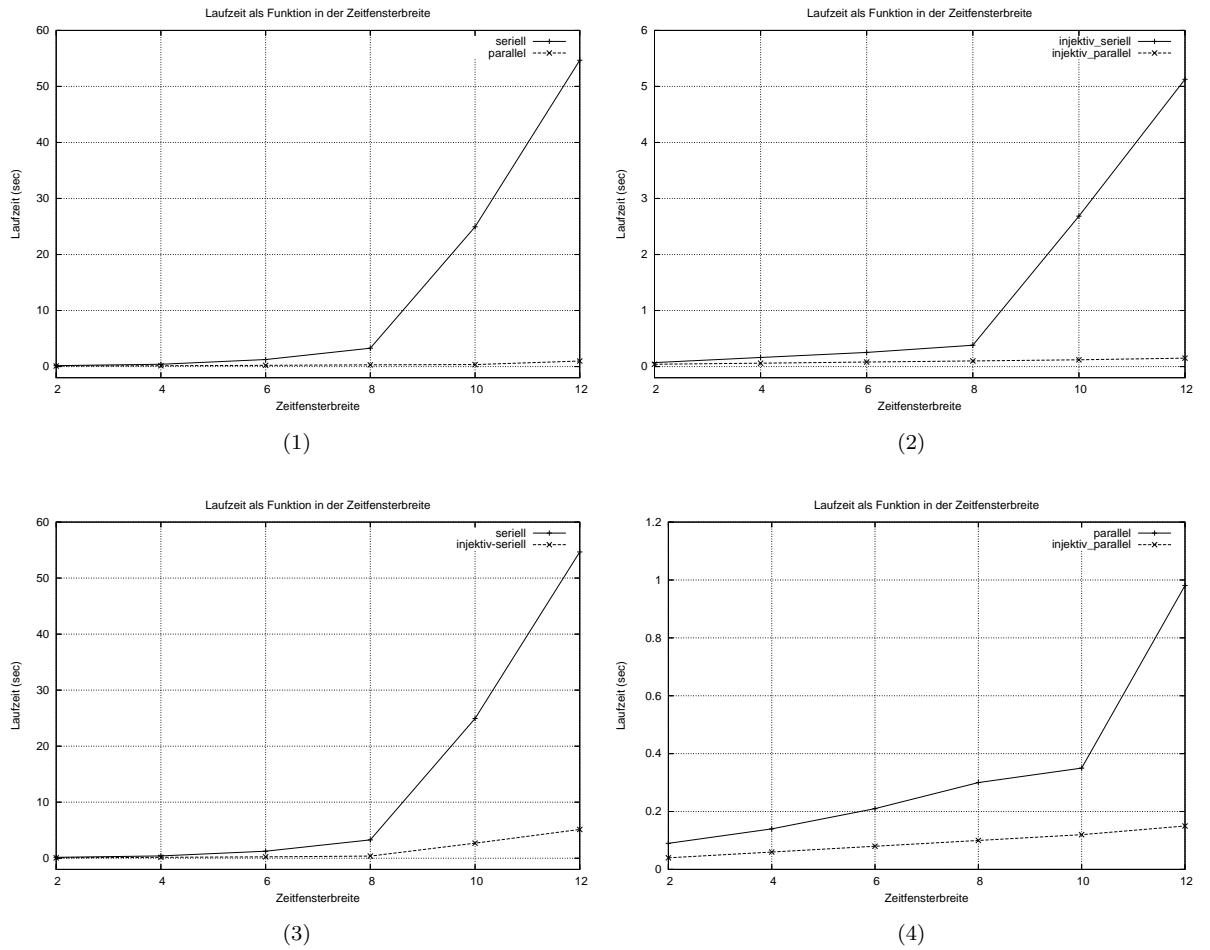 Laufzeit als Funktion in der Zeitfensterbreite
60
50
40
30
20
10
0
Laufzeit (sec)
seriell
parallel
2 4 6 8 10 12
Zeitfensterbreite
(1)
Laufzeit als Funktion in der Zeitfensterbreite
6
5
4
3
2
1
0
Laufzeit (sec)
injektiv_seriell
injektiv_parallel
2 4 6 8 10 12
Zeitfensterbreite
(2)
Laufzeit als Funktion in der Zeitfensterbreite
60
50
40
30
20
10
0
Laufzeit (sec)
seriell
injektiv-seriell
2 4 6 8 10 12
Zeitfensterbreite
(3)
Laufzeit als Funktion in der Zeitfensterbreite
1.2
1
0.8
0.6
0.4
0.2
0
Laufzeit (sec)
parallel
injektiv_parallel
2 4 6 8 10 12
Zeitfensterbreite
(4)